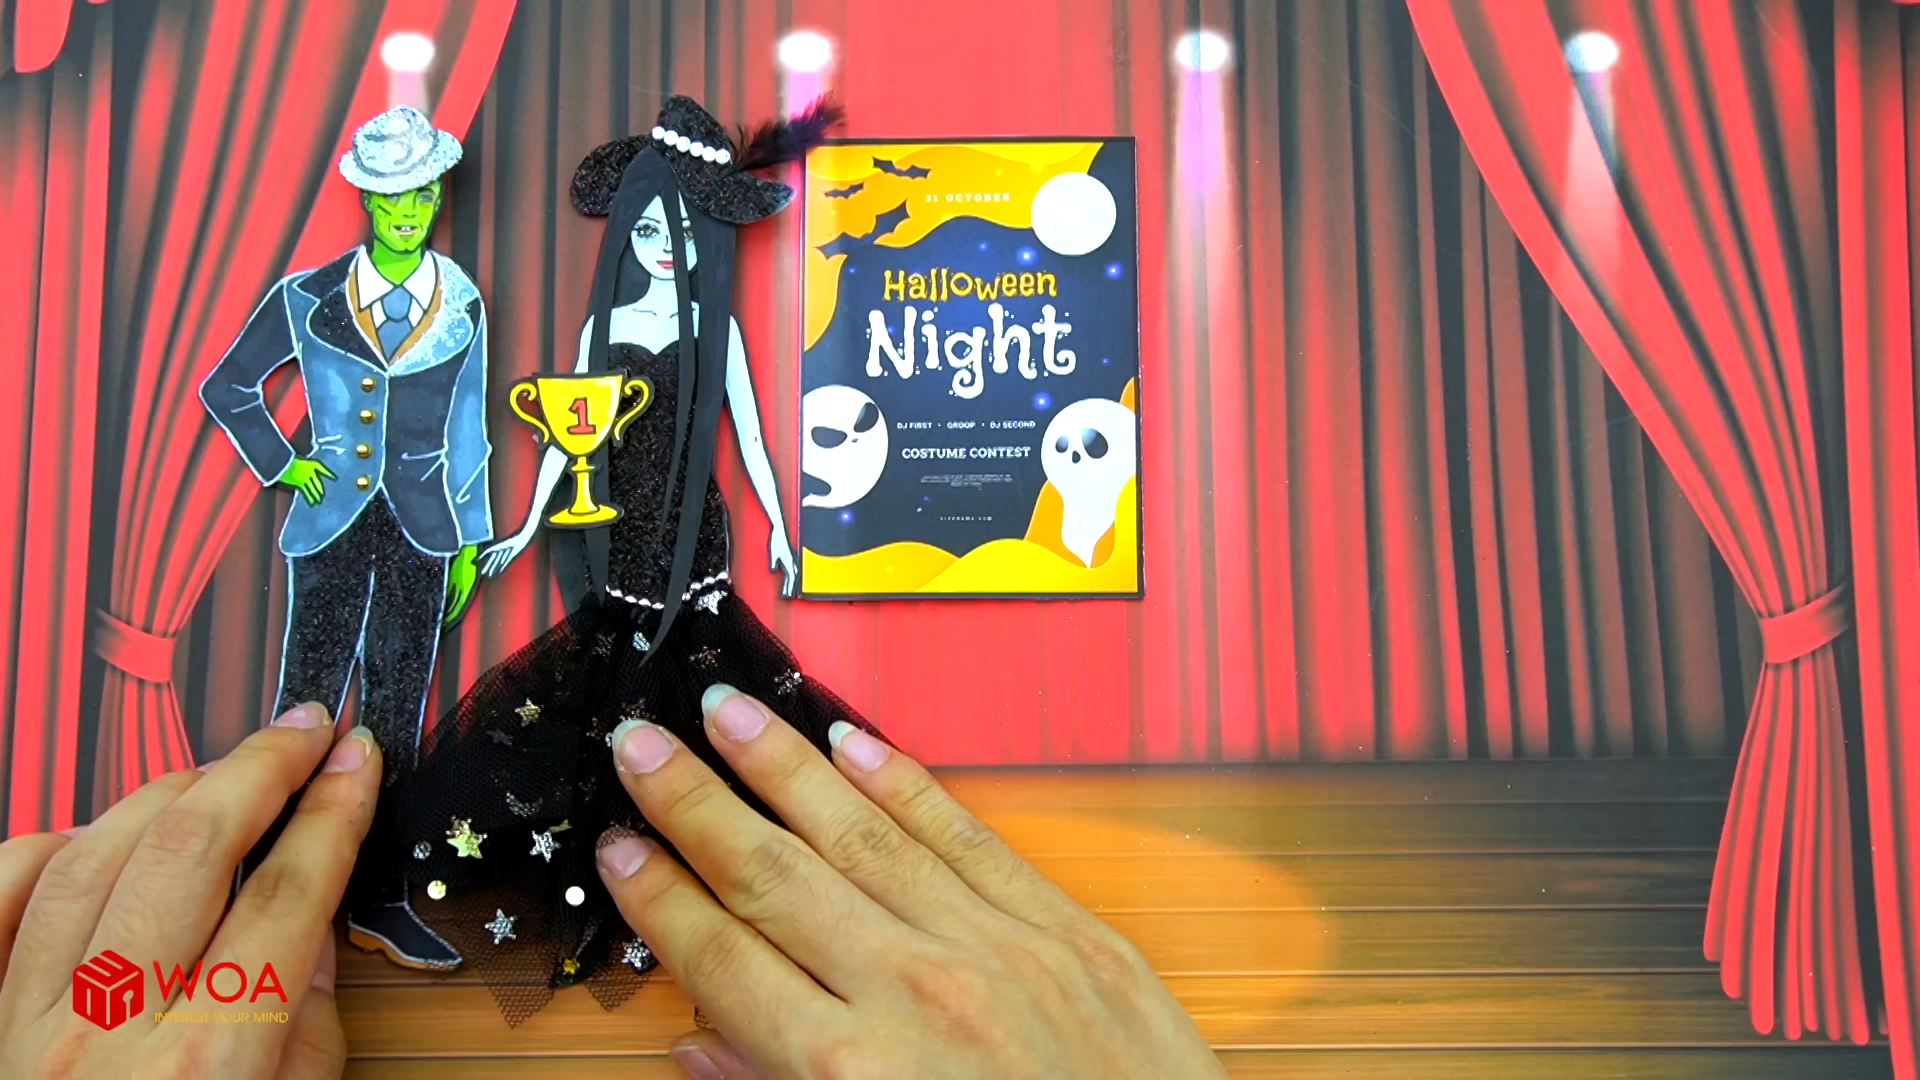 31 OCTOBER
Halloween
Night
1
DJ FIRST • GROOP • DJ SECOND
COSTUME CONTEST
WOA
INTEREST YOUR MIND